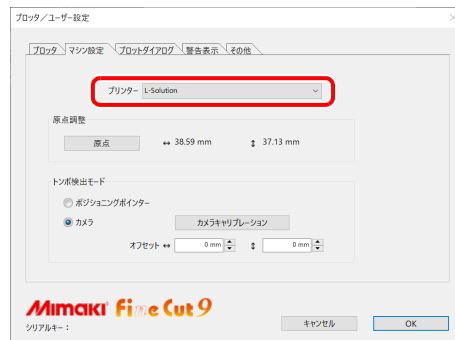 プロッタ／ユーザー設定
プロッタ マシン設定 プロットダイアログ 警告表示 その他
プリンター L-Solution
原点調整
原点 ↔ 38.59 mm ↕ 37.13 mm
トンボ検出モード
ポジショニングポインター
カメラ カメラキャリブレーション
オフセット ↔ 0 mm ↕ 0 mm
Mimaki Fine Cut 9
シリアルキー：
キャンセル OK